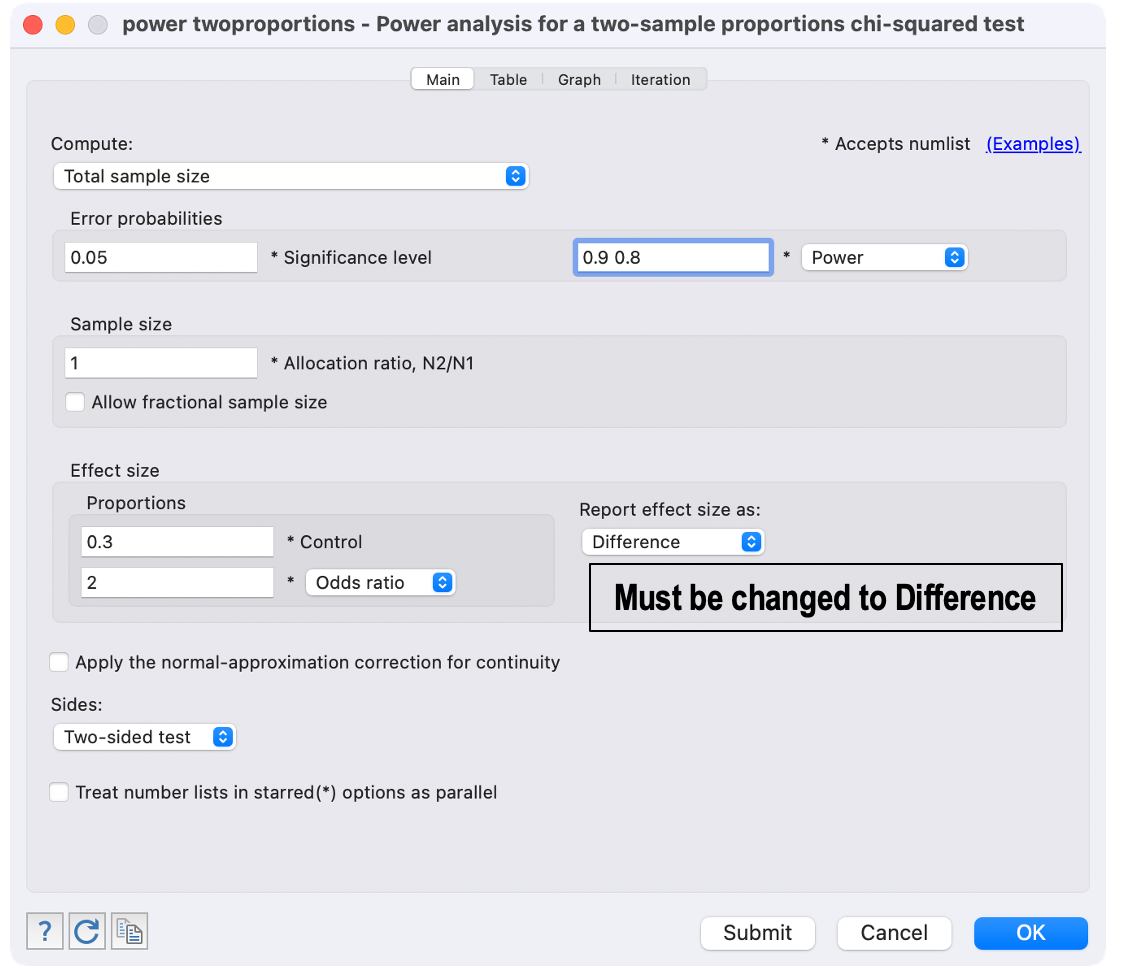 power twoproportions - Power analysis for a two-sample proportions chi-squared test
Main Table Graph Iteration
Compute:
* Accepts numlist (Examples)
Total sample size
Error probabilities
0.05 * Significance level 0.9 0.8 * Power
Sample size
1 * Allocation ratio, N2/N1
Allow fractional sample size
Effect size
Proportions
Report effect size as:
0.3 * Control
Difference
2 * Odds ratio
Must be changed to Difference
Apply the normal-approximation correction for continuity
Sides:
Two-sided test
Treat number lists in starred(*) options as parallel
? Submit Cancel OK